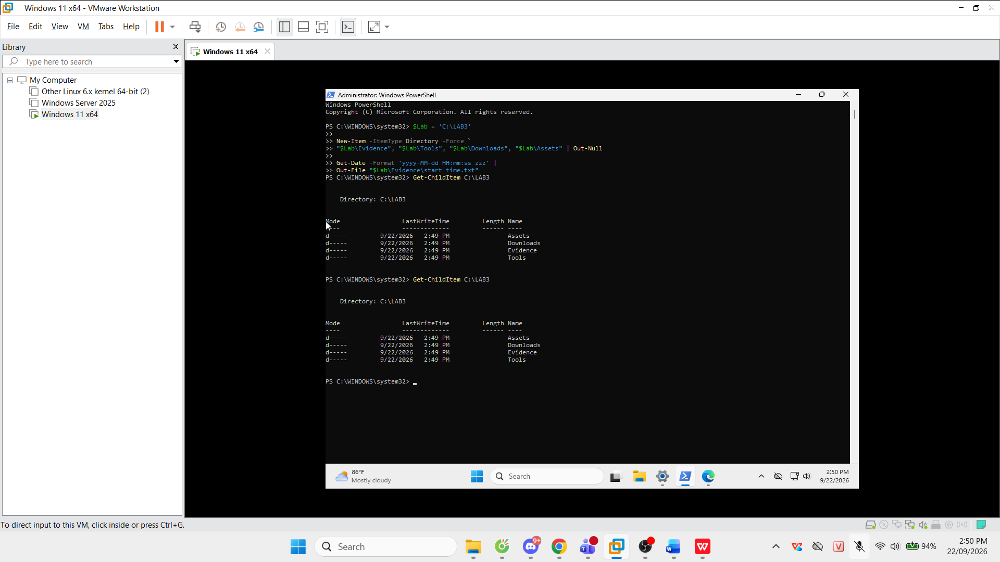 Windows 11 x64 - VMware Workstation
File Edit View VM Tabs Help
Library
Type here to search
My Computer
Other Linux 6.x kernel 64-bit (2)
Windows Server 2025
Windows 11 x64
Windows 11 x64
Administrator: Windows PowerShell
Windows PowerShell
Copyright (C) Microsoft Corporation. All rights reserved.
PS C:\WINDOWS\system32> $Lab = 'C:\LAB3'
>>
>> New-Item -ItemType Directory -Force `
>> "$Lab\Evidence", "$Lab\Tools", "$Lab\Downloads", "$Lab\Assets" | Out-Null
>>
>> Get-Date -Format 'yyyy-MM-dd HH:mm:ss zzz' |
>> Out-File "$Lab\Evidence\start_time.txt"
PS C:\WINDOWS\system32> Get-ChildItem C:\LAB3
Directory: C:\LAB3
Mode LastWriteTime Length Name
---- ------------- ------ ----
d----- 9/22/2026 2:49 PM Assets
d----- 9/22/2026 2:49 PM Downloads
d----- 9/22/2026 2:49 PM Evidence
d----- 9/22/2026 2:49 PM Tools
PS C:\WINDOWS\system32> Get-ChildItem C:\LAB3
Directory: C:\LAB3
Mode LastWriteTime Length Name
---- ------------- ------ ----
d----- 9/22/2026 2:49 PM Assets
d----- 9/22/2026 2:49 PM Downloads
d----- 9/22/2026 2:49 PM Evidence
d----- 9/22/2026 2:49 PM Tools
PS C:\WINDOWS\system32>
86°F
Mostly cloudy
Search
2:50 PM
9/22/2026
To direct input to this VM, click inside or press Ctrl+G.
Search
9+
94%
2:50 PM
22/09/2026